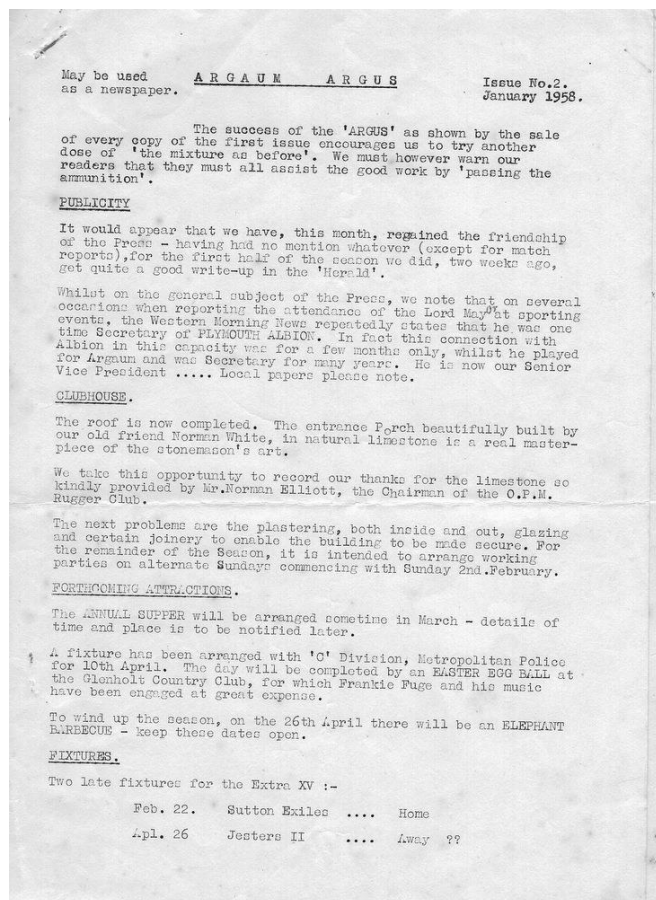 May be used
as a newspaper.
ARGAUM ARGUS
Issue No.2.
January 1958.
The success of the 'ARGUS' as shown by the sale
of every copy of the first issue encourages us to try another
dose of 'the mixture as before'. We must however warn our
readers that they must all assist the good work by 'passing the
ammunition'.
PUBLICITY
It would appear that we have, this month, regained the friendship
of the Press - having had no mention whatever (except for match
reports),for the first half of the season we did, two weeks ago,
get quite a good write-up in the 'Herald'.
Whilst on the general subject of the Press, we note that on several
occasions when reporting the attendance of the Lord Mayor at sporting
events, the Western Morning News repeatedly states that he was one
time Secretary of PLYMOUTH ALBION. In fact this connection with
Albion in this capacity was for a few months only, whilst he played
for Argaum and was Secretary for many years. He is now our Senior
Vice President ..... Local papers please note.
CLUBHOUSE.
The roof is now completed. The entrance Porch beautifully built by
our old friend Norman White, in natural limestone is a real master-
piece of the stonemason's art.
We take this opportunity to record our thanks for the limestone so
kindly provided by Mr.Norman Elliott, the Chairman of the O.P.M.
Rugger Club.
The next problems are the plastering, both inside and out, glazing
and certain joinery to enable the building to be made secure. For
the remainder of the Season, it is intended to arrange working
parties on alternate Sundays commencing with Sunday 2nd.February.
FORTHCOMING ATTRACTIONS.
The ANNUAL SUPPER will be arranged sometime in March - details of
time and place is to be notified later.
A fixture has been arranged with 'C' Division, Metropolitan Police
for 10th April. The day will be completed by an EASTER EGG BALL at
the Glenholt Country Club, for which Frankie Fuge and his music
have been engaged at great expense.
To wind up the season, on the 26th April there will be an ELEPHANT
BARBECUE - keep these dates open.
FIXTURES.
Two late fixtures for the Extra XV :-
Feb. 22. Sutton Exiles .... Home
Apl. 26 Jesters II .... Away ??